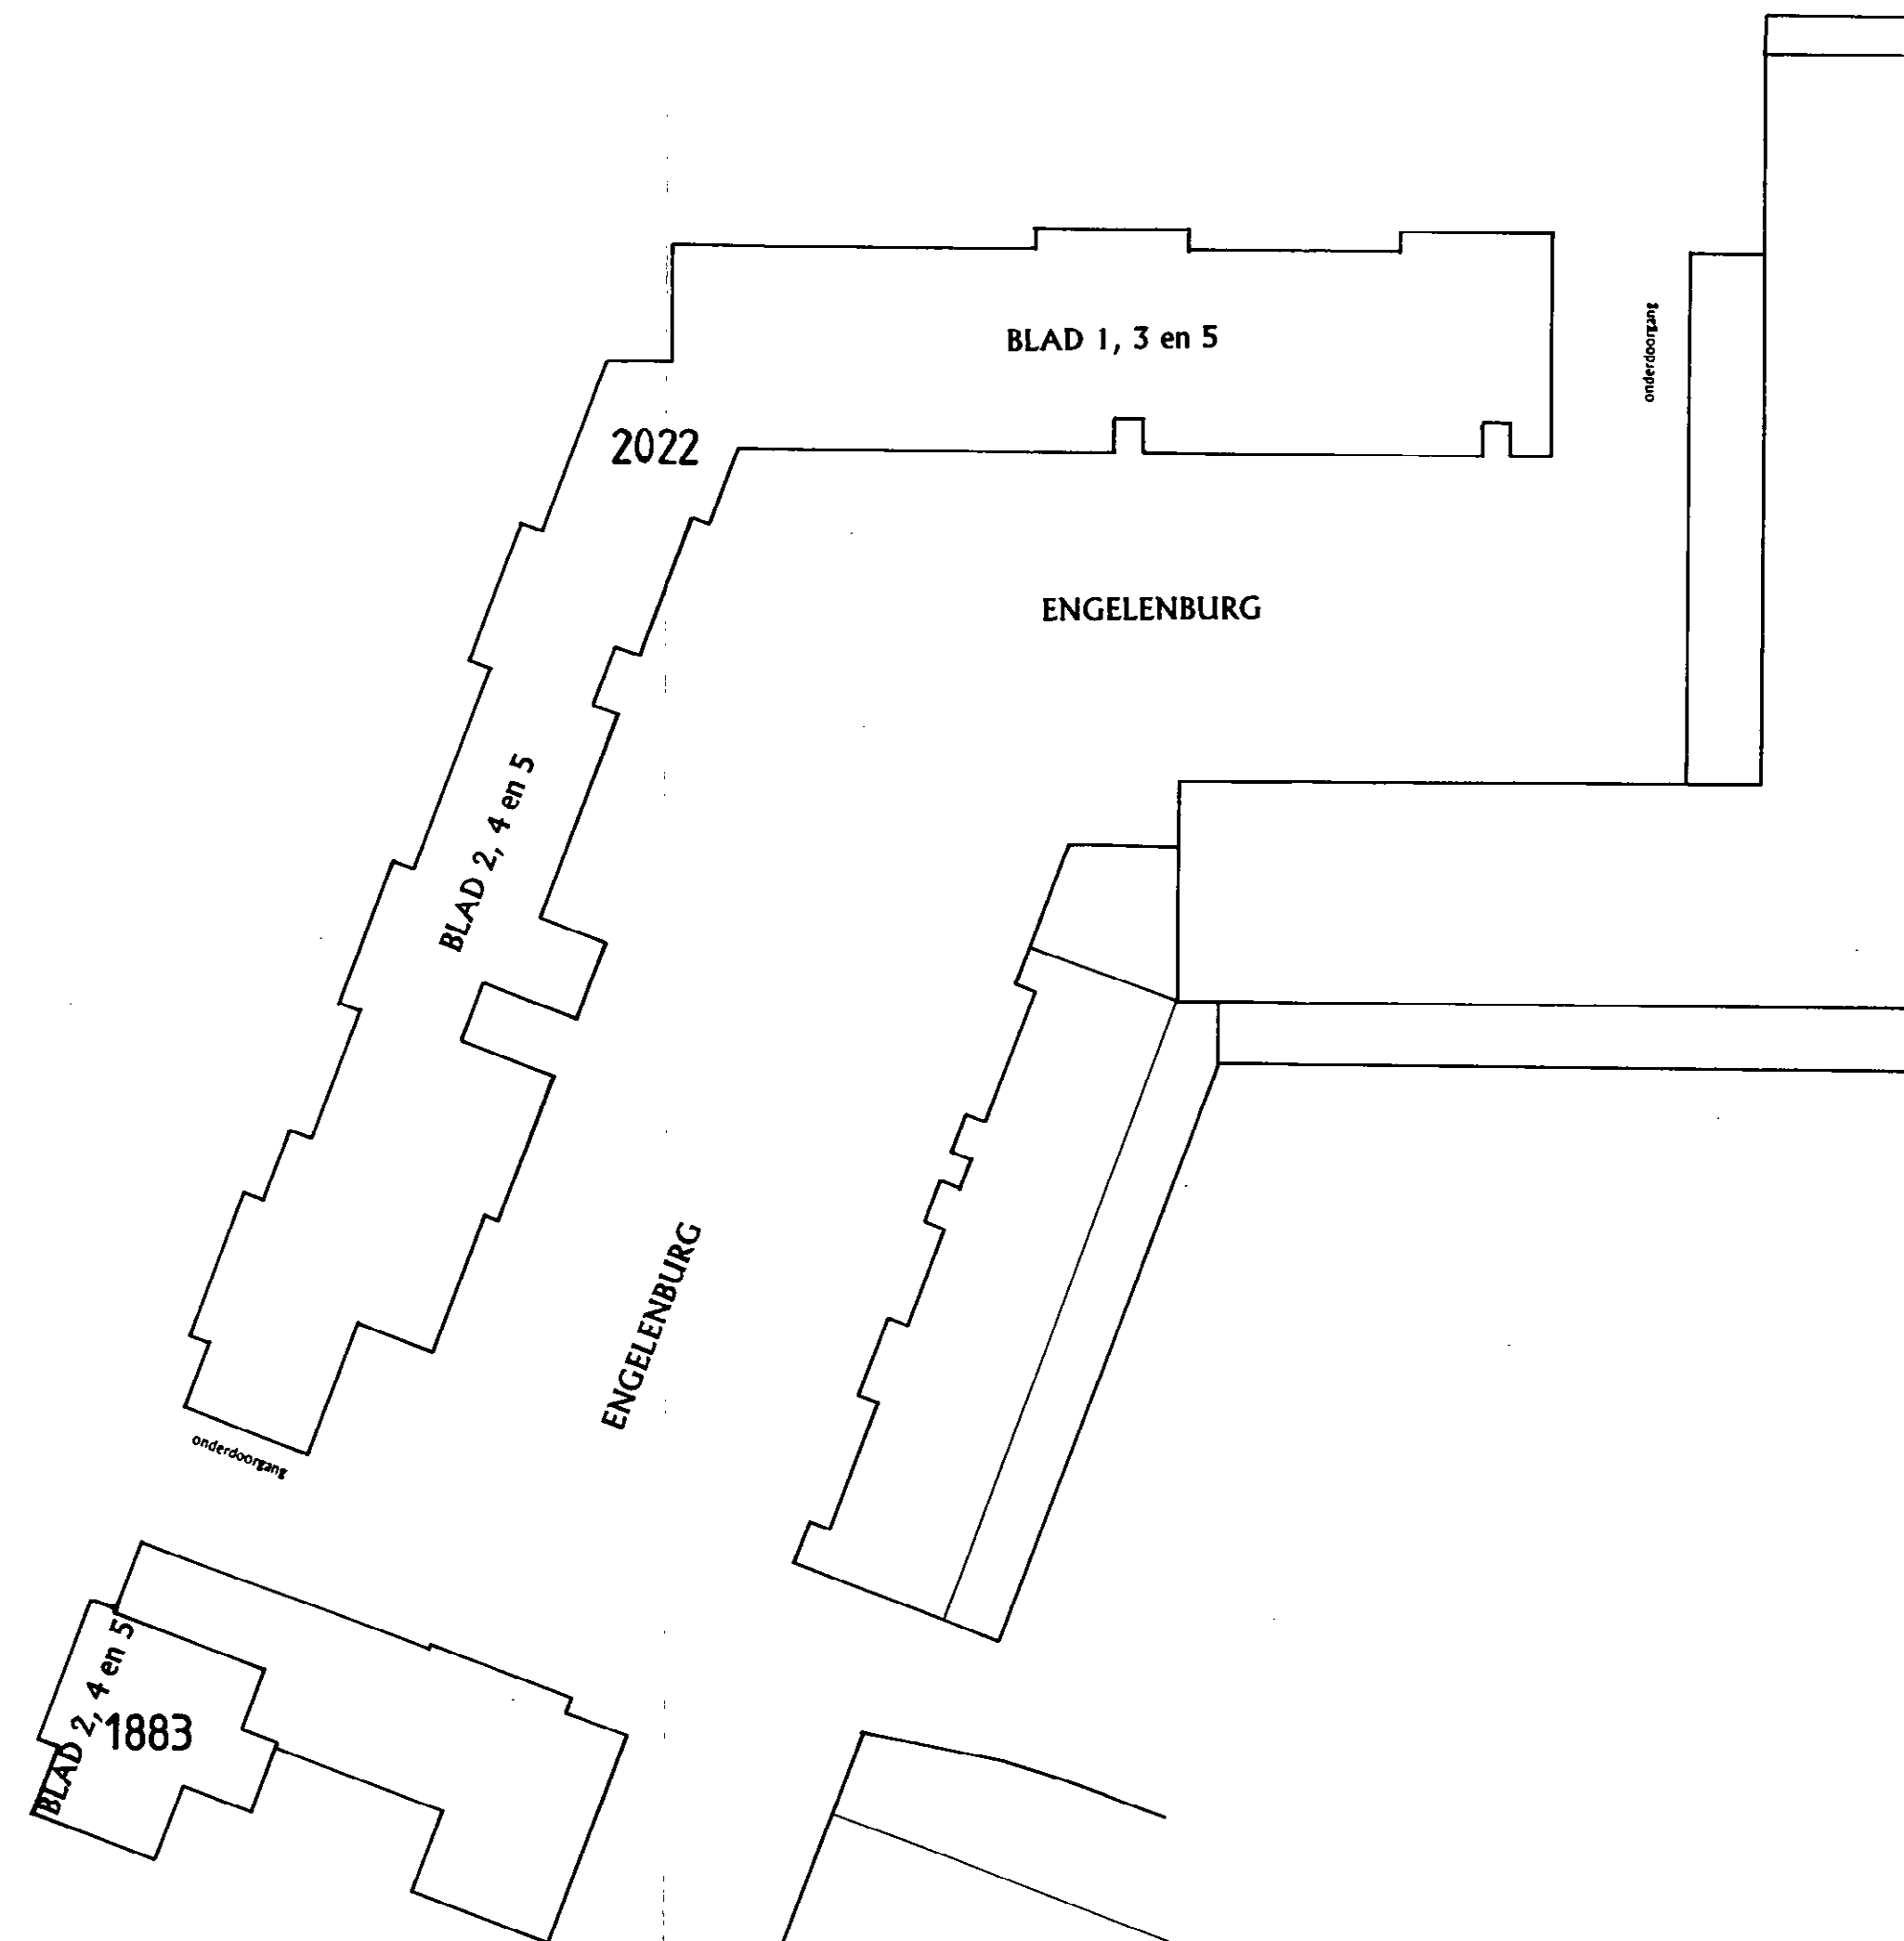 BLAD 1, 3 en 5
onderdoorgang
2022
ENGELENBURG
BLAD 2, 4 en 5
ENGELENBURG
onderdoorgang
BLAD 2, 4 en 5
1883